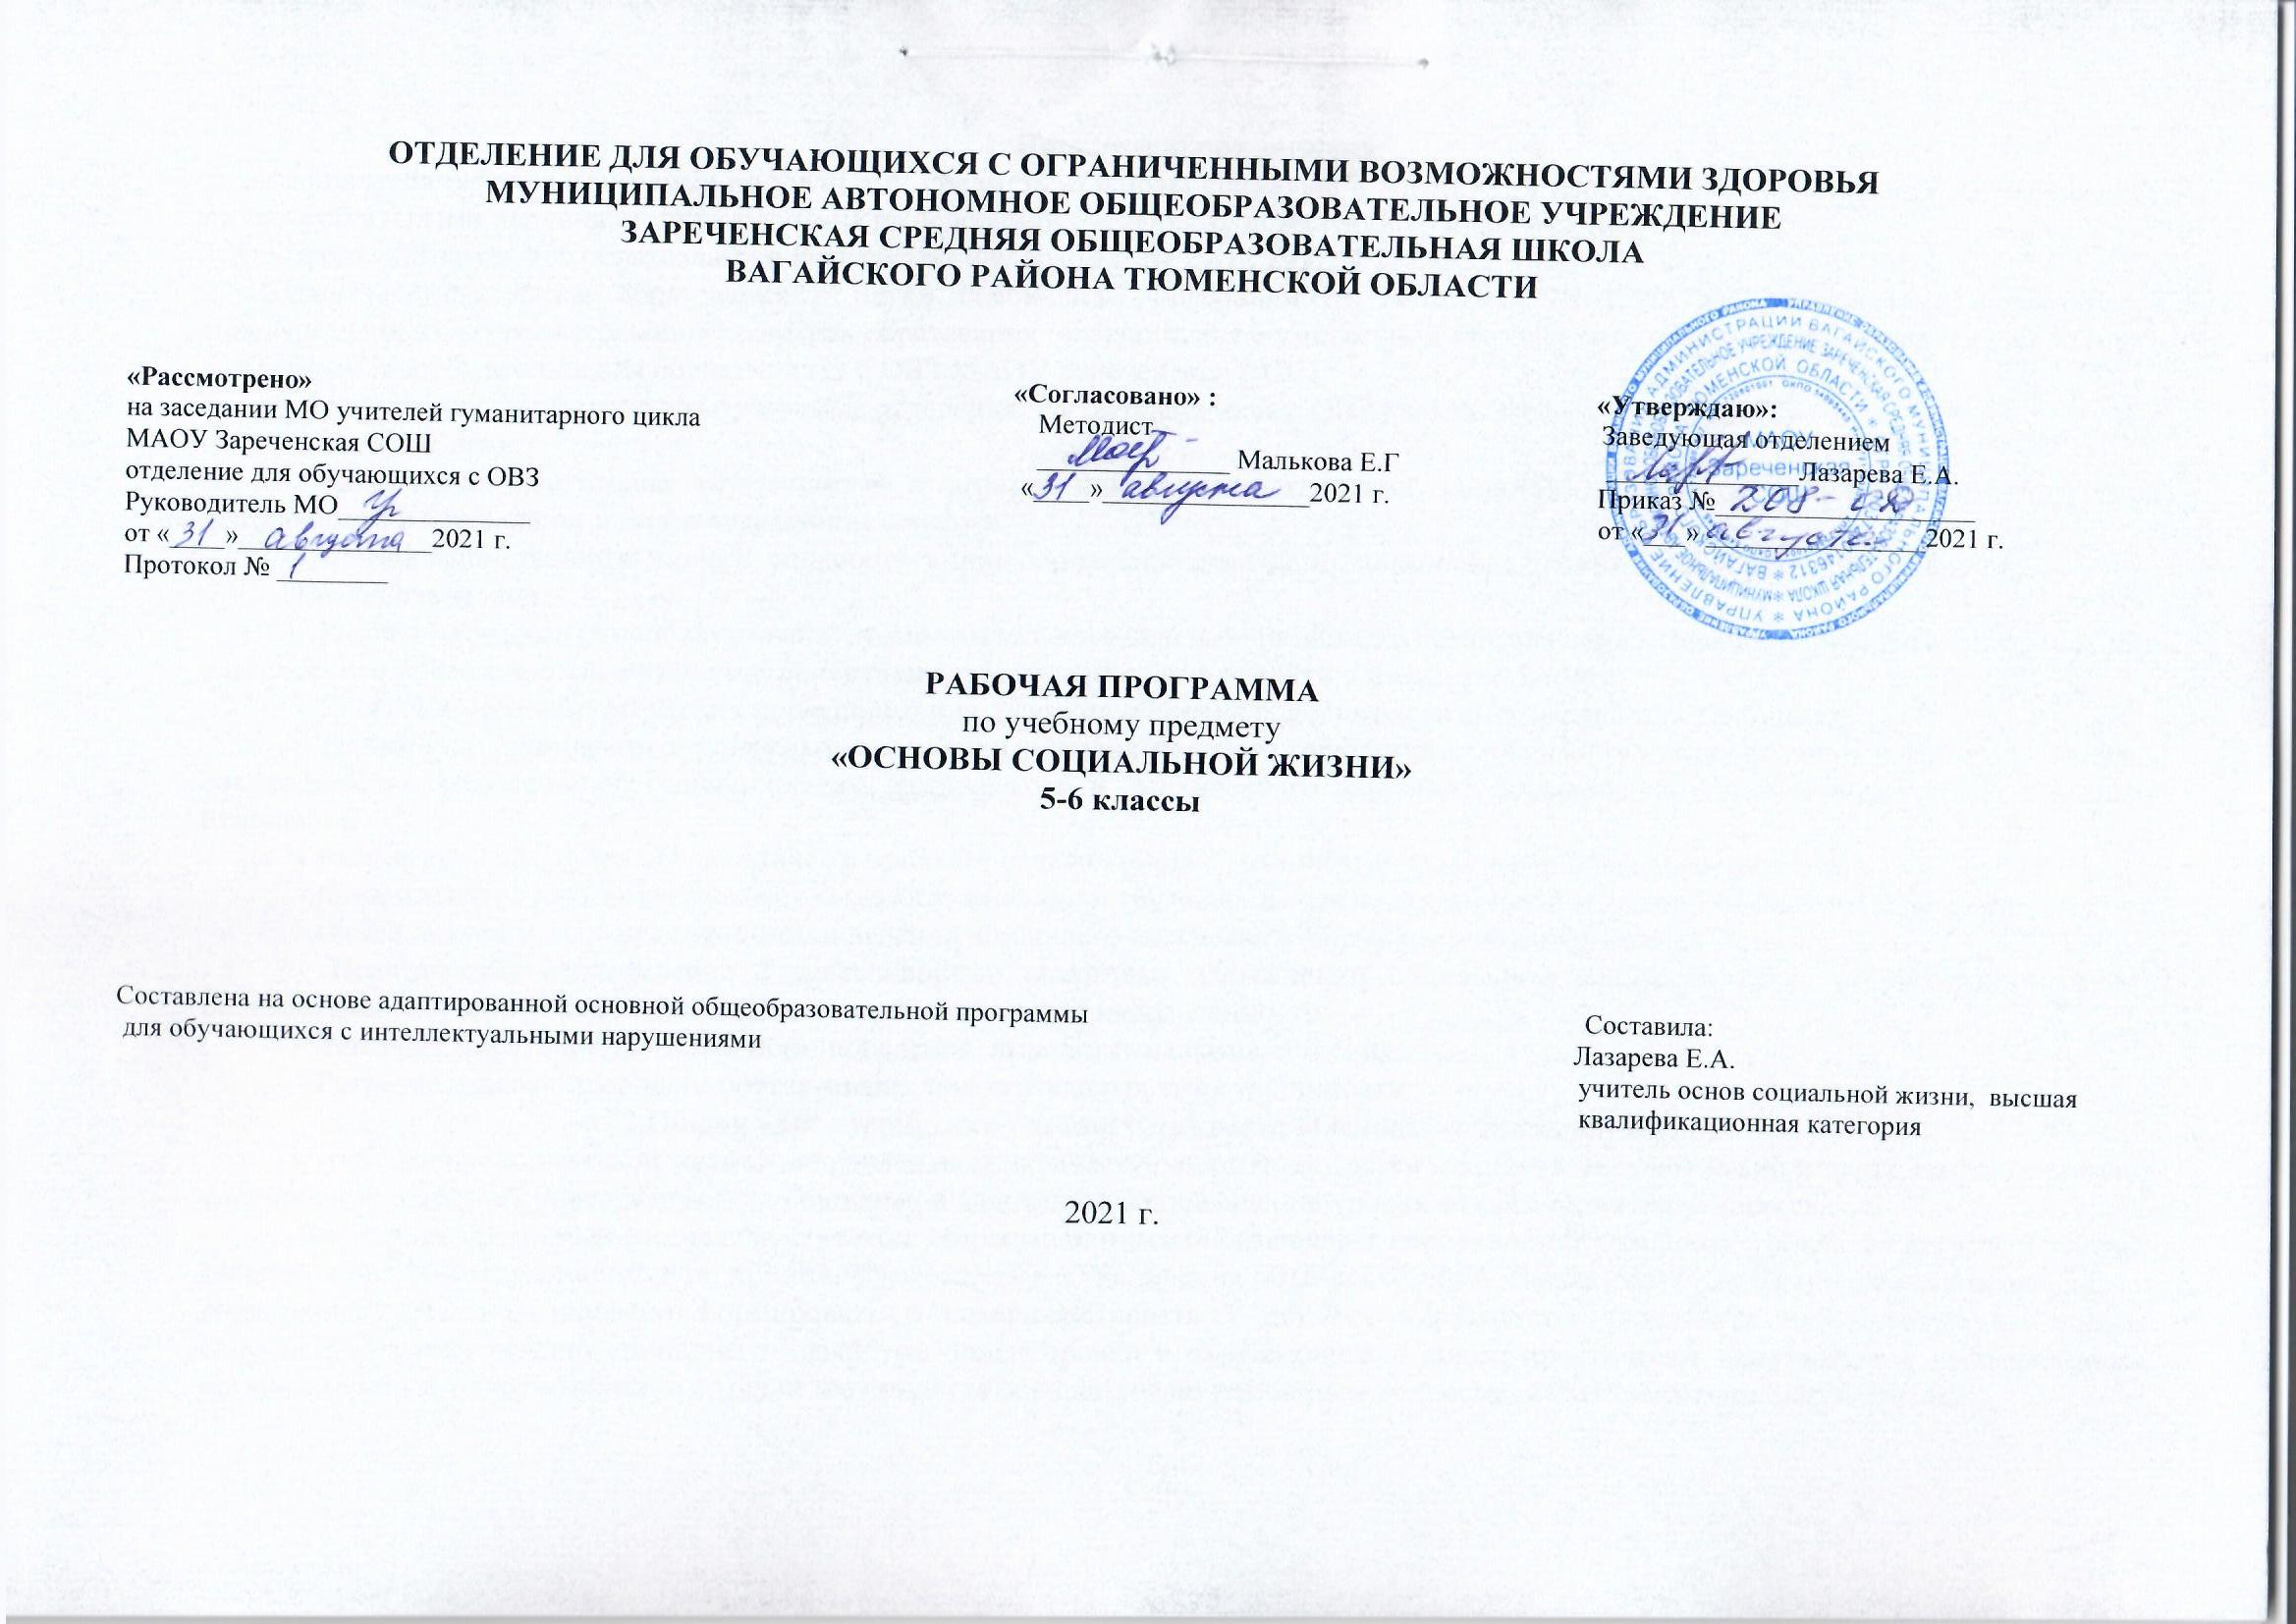 ОТДЕЛЕНИЕ ДЛЯ ОБУЧАЮЩИХСЯ С ОГРАНИЧЕННЫМИ ВОЗМОЖНОСТЯМИ ЗДОРОВЬЯ
МУНИЦИПАЛЬНОЕ АВТОНОМНОЕ ОБЩЕОБРАЗОВАТЕЛЬНОЕ УЧРЕЖДЕНИЕ
ЗАРЕЧЕНСКАЯ СРЕДНЯЯ ОБЩЕОБРАЗОВАТЕЛЬНАЯ ШКОЛА
ВАГАЙСКОГО РАЙОНА ТЮМЕНСКОЙ ОБЛАСТИ
«Рассмотрено»
на заседании МО учителей гуманитарного цикла
МАОУ Зареченская СОШ
отделение для обучающихся с ОВЗ
Руководитель МО
от «31» августа 2021 г.
Протокол № 1
«Согласовано» :
Методист
Малькова Е.Г
«31» августа 2021 г.
«Утверждаю»:
Заведующая отделением
Лазарева Е.А.
Приказ № 208-ОД
от «31» августа 2021 г.
МАОУ
Зареченская
СОШ
РАБОЧАЯ ПРОГРАММА
по учебному предмету
«ОСНОВЫ СОЦИАЛЬНОЙ ЖИЗНИ»
5-6 классы
Составлена на основе адаптированной основной общеобразовательной программы
для обучающихся с интеллектуальными нарушениями
Составила:
Лазарева Е.А.
учитель основ социальной жизни, высшая
квалификационная категория
2021 г.